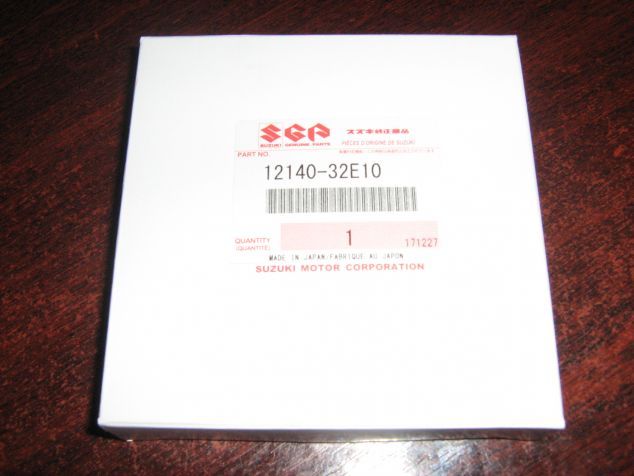 SGP
SUZUKI GENUINE PARTS
スズキ純正部品
PIÈCES D'ORIGINE DE SUZUKI
PART NO.
12140-32E10
QUANTITY
(QUANTITÉ)
1
171227
MADE IN JAPAN/FABRIQUE AU JAPON
SUZUKI MOTOR CORPORATION